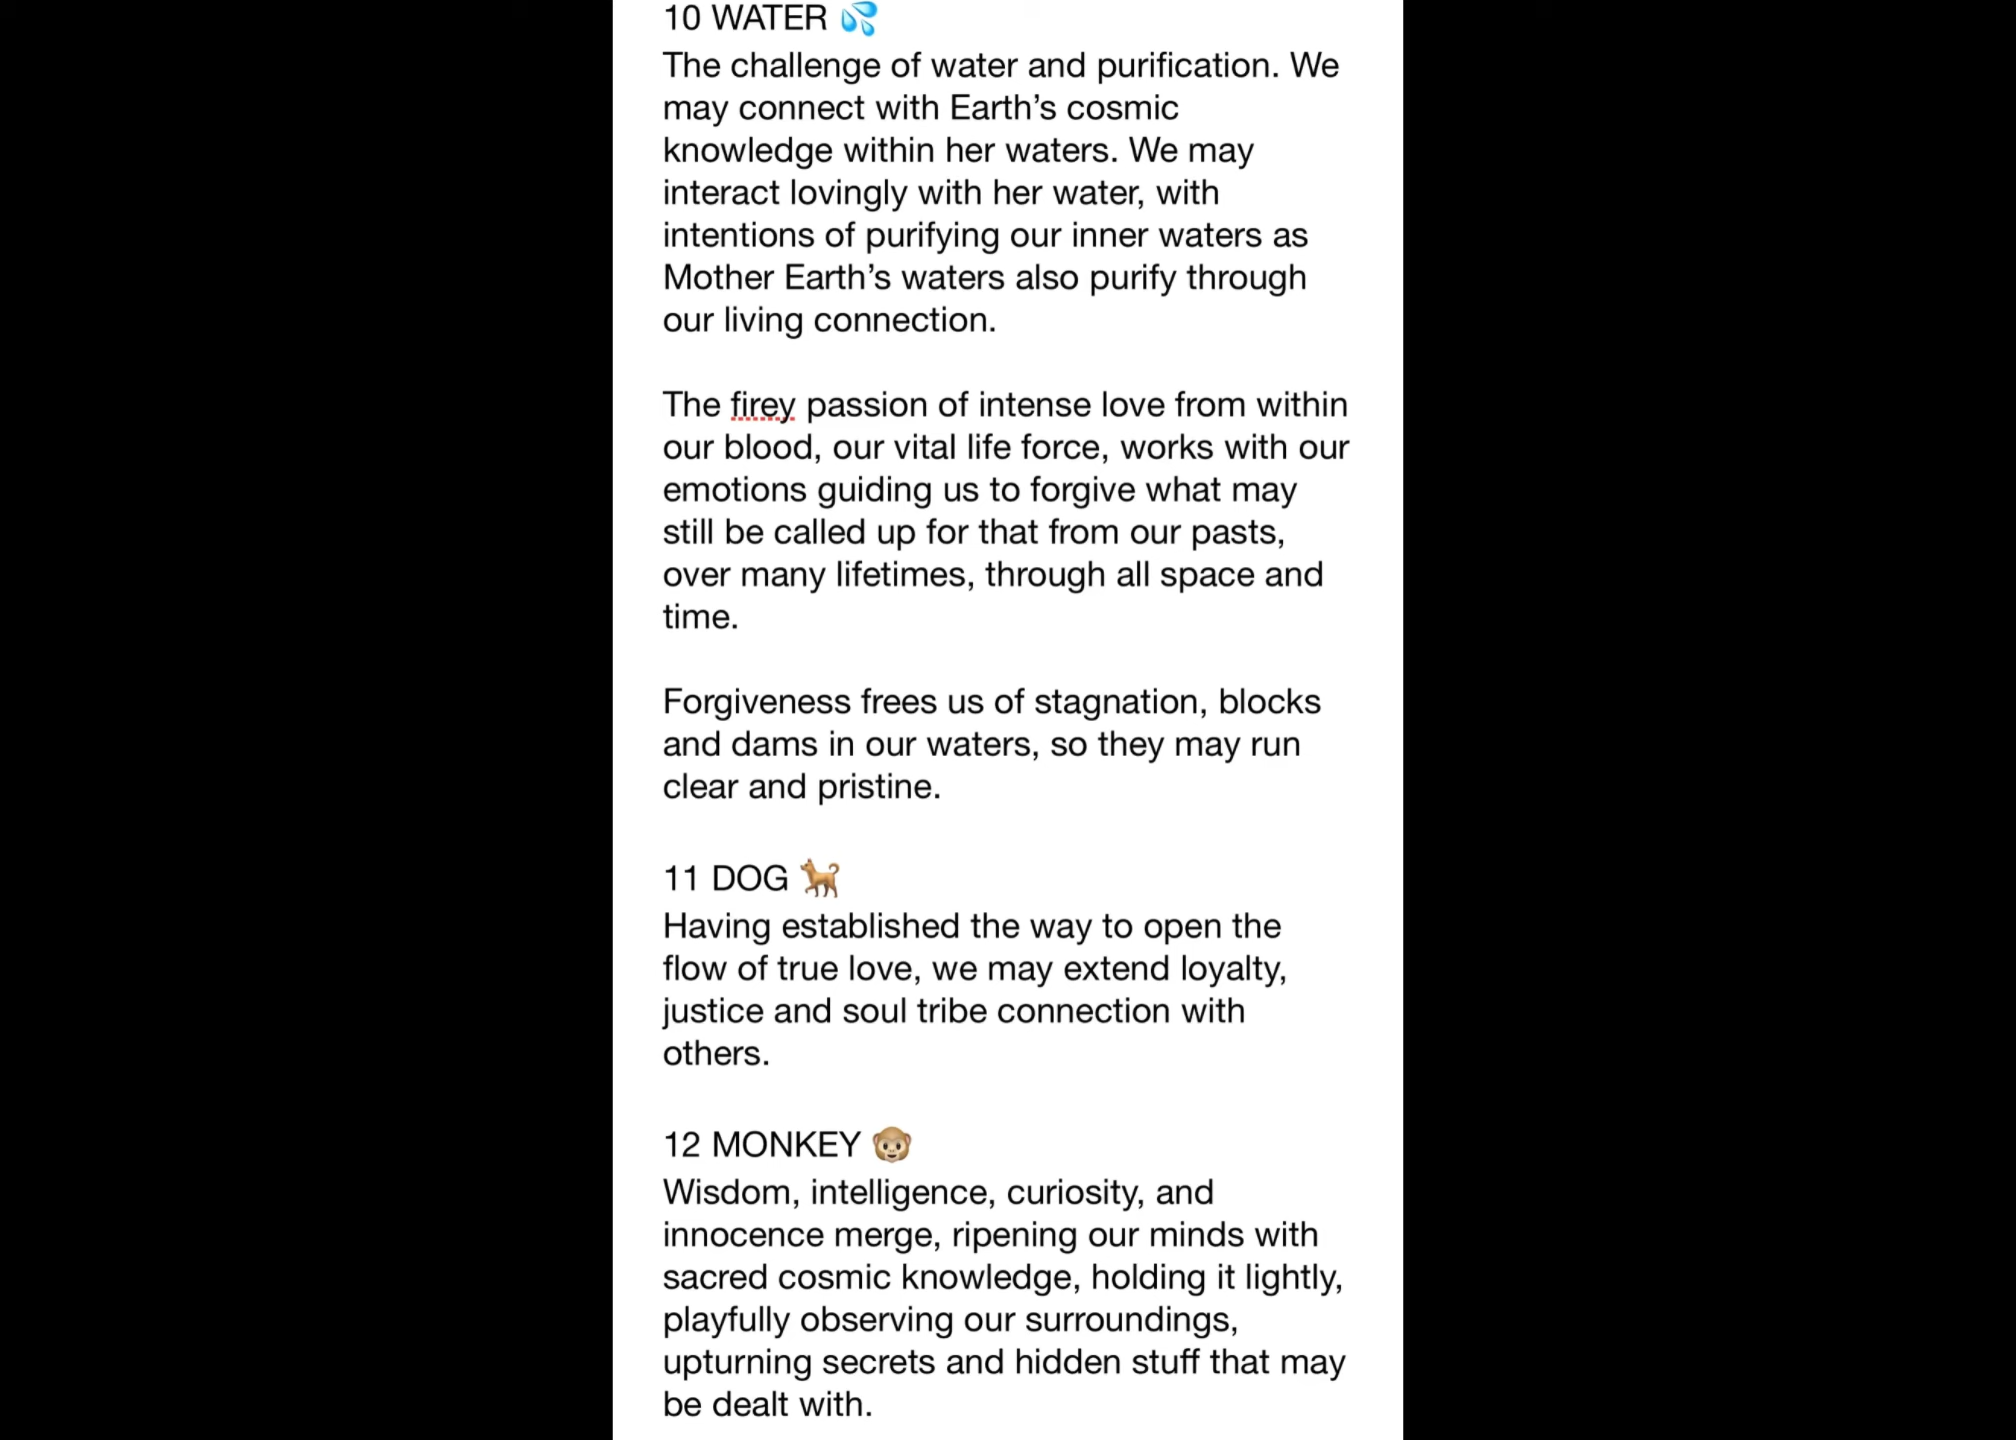 10 WATER 💦
The challenge of water and purification. We
may connect with Earth’s cosmic
knowledge within her waters. We may
interact lovingly with her water, with
intentions of purifying our inner waters as
Mother Earth’s waters also purify through
our living connection.
The firey passion of intense love from within
our blood, our vital life force, works with our
emotions guiding us to forgive what may
still be called up for that from our pasts,
over many lifetimes, through all space and
time.
Forgiveness frees us of stagnation, blocks
and dams in our waters, so they may run
clear and pristine.
11 DOG 🐕
Having established the way to open the
flow of true love, we may extend loyalty,
justice and soul tribe connection with
others.
12 MONKEY 🐵
Wisdom, intelligence, curiosity, and
innocence merge, ripening our minds with
sacred cosmic knowledge, holding it lightly,
playfully observing our surroundings,
upturning secrets and hidden stuff that may
be dealt with.